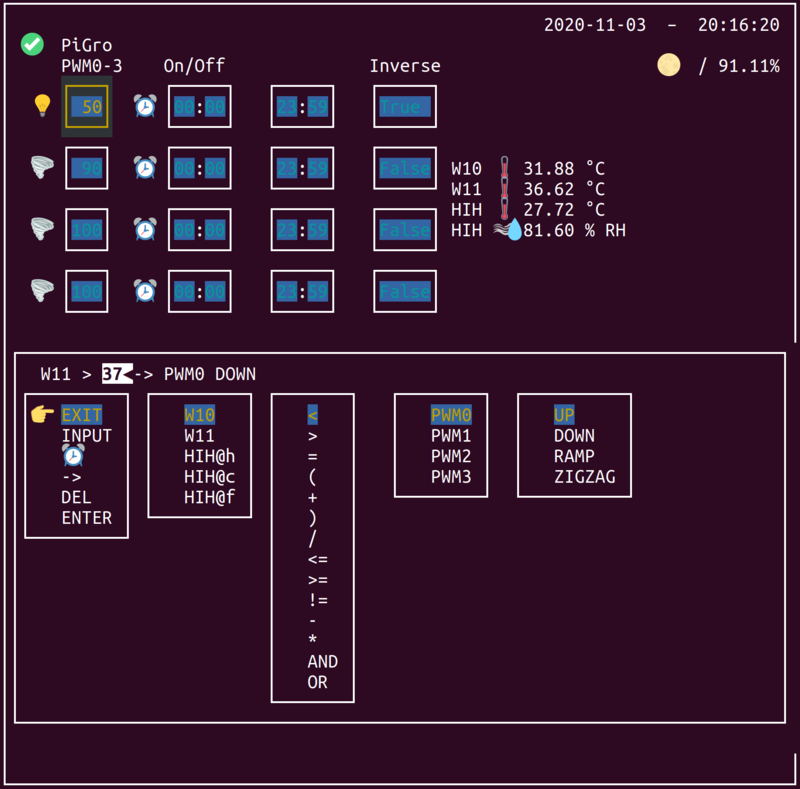 2020-11-03 – 20:16:20
PiGro
PWM0-3 On/Off Inverse / 91.11%
50 00:00 23:59 True
90 00:00 23:59 False
W10 31.88 °C
W11 36.62 °C
HIH 27.72 °C
100 00:00 23:59 False
HIH 81.60 % RH
100 00:00 23:59 False
W11 > 37<-> PWM0 DOWN
EXIT W10 < PWM0 UP
INPUT W11 > PWM1 DOWN
HIH@h = PWM2 RAMP
-> HIH@c ( PWM3 ZIGZAG
DEL HIH@f +
ENTER )
/
<=
>=
!=
-
*
AND
OR